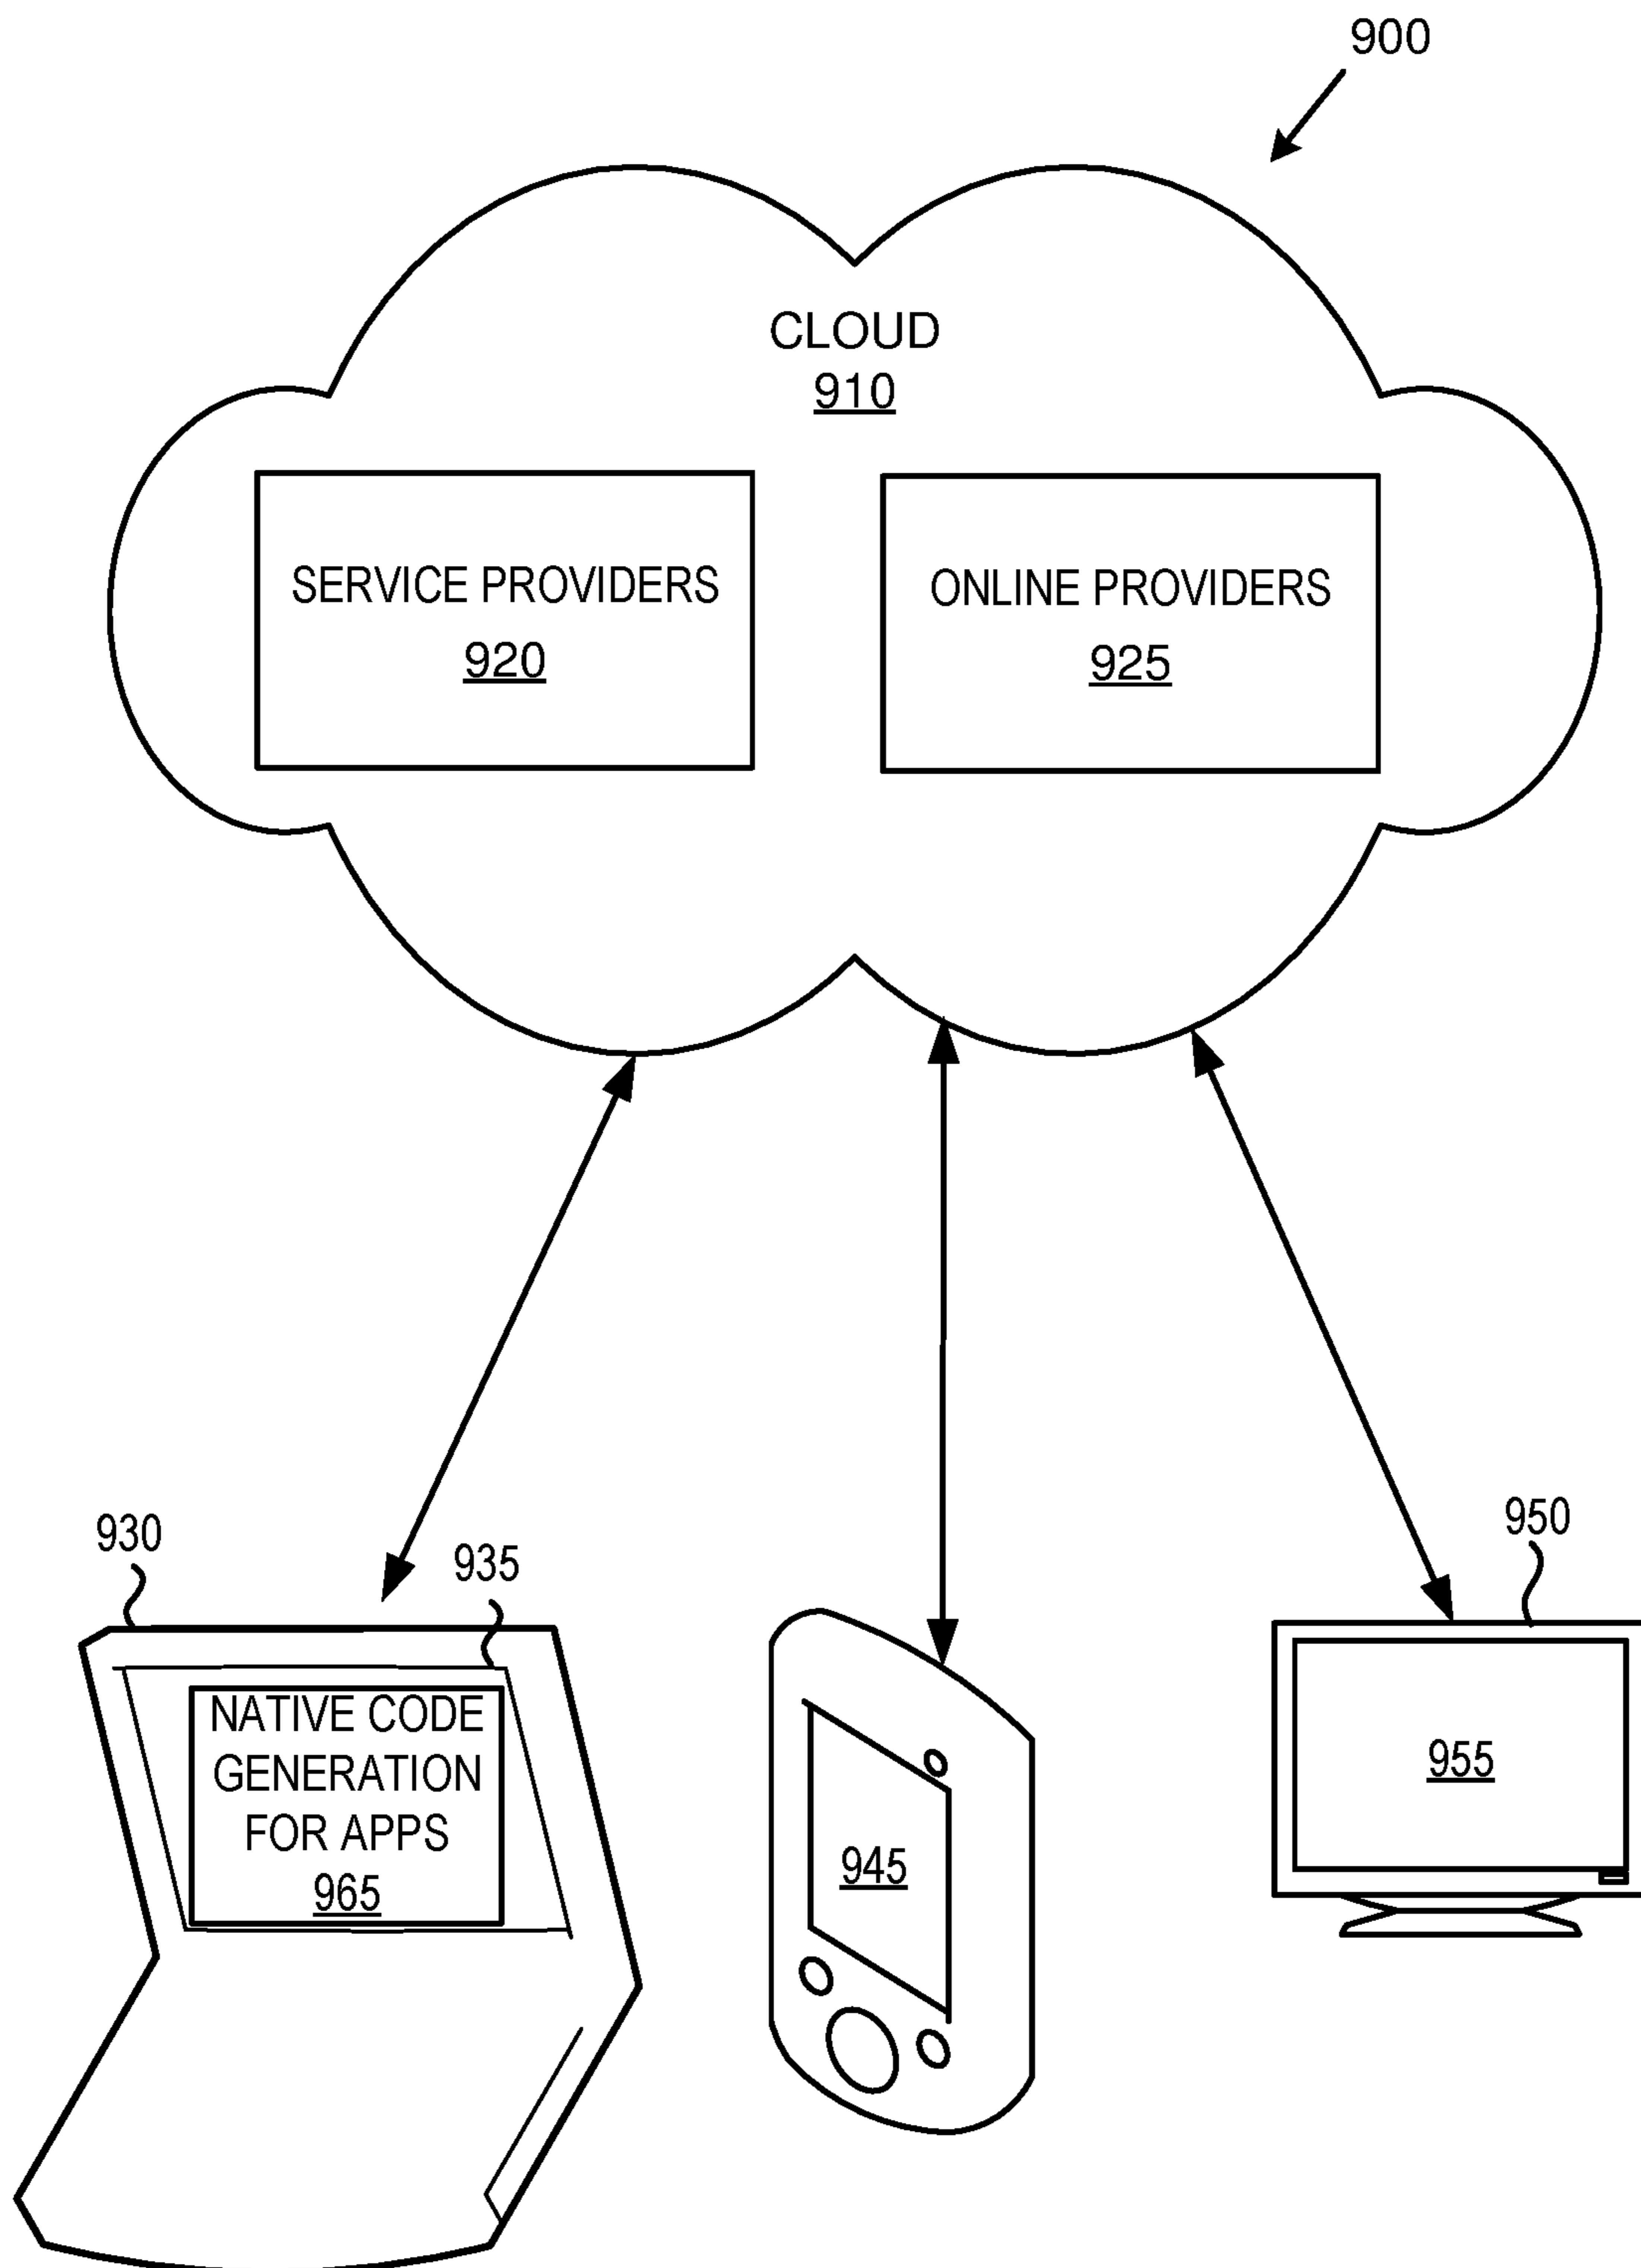 900
CLOUD
910
SERVICE PROVIDERS
920
ONLINE PROVIDERS
925
930
935
950
NATIVE CODE
GENERATION
FOR APPS
965
945
955